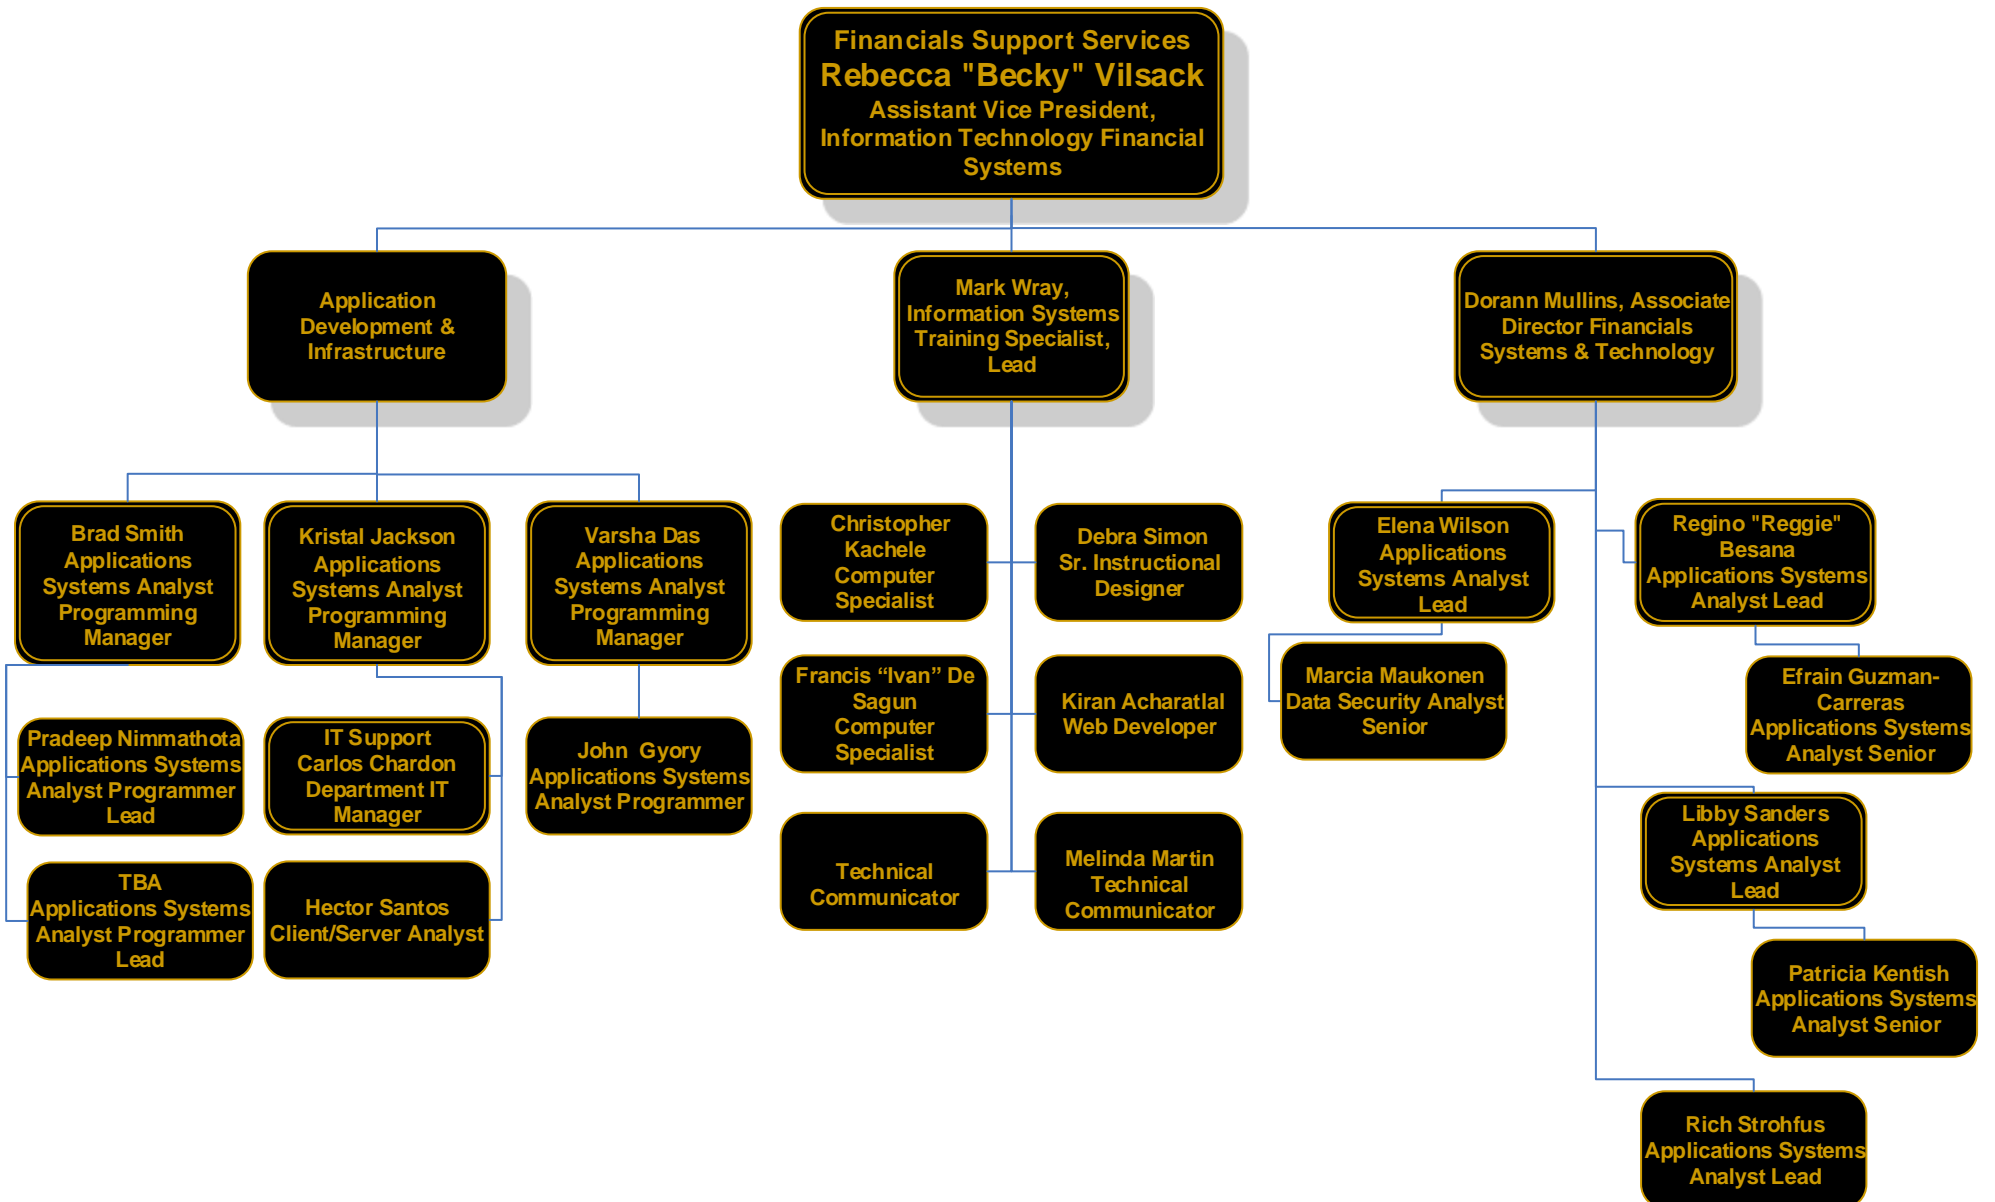 Financials Support Services
Rebecca "Becky" Vilsack
Assistant Vice President,
Information Technology Financial
Systems
Application
Development &
Infrastructure
Mark Wray,
Information Systems
Training Specialist,
Lead
Dorann Mullins, Associate
Director Financials
Systems & Technology
Brad Smith
Applications
Systems Analyst
Programming
Manager
Kristal Jackson
Applications
Systems Analyst
Programming
Manager
Varsha Das
Applications
Systems Analyst
Programming
Manager
Christopher
Kachele
Computer
Specialist
Debra Simon
Sr. Instructional
Designer
Elena Wilson
Applications
Systems Analyst
Lead
Regino "Reggie"
Besana
Applications Systems
Analyst Lead
Francis “Ivan” De
Sagun
Computer
Specialist
Kiran Acharatlal
Web Developer
Marcia Maukonen
Data Security Analyst
Senior
Efrain Guzman-
Carreras
Applications Systems
Analyst Senior
Pradeep Nimmathota
Applications Systems
Analyst Programmer
Lead
IT Support
Carlos Chardon
Department IT
Manager
John  Gyory
Applications Systems
Analyst Programmer
Technical
Communicator
Melinda Martin
Technical
Communicator
Libby Sanders
Applications
Systems Analyst
Lead
TBA
Applications Systems
Analyst Programmer
Lead
Hector Santos
Client/Server Analyst
Patricia Kentish
Applications Systems
Analyst Senior
Rich Strohfus
Applications Systems
Analyst Lead